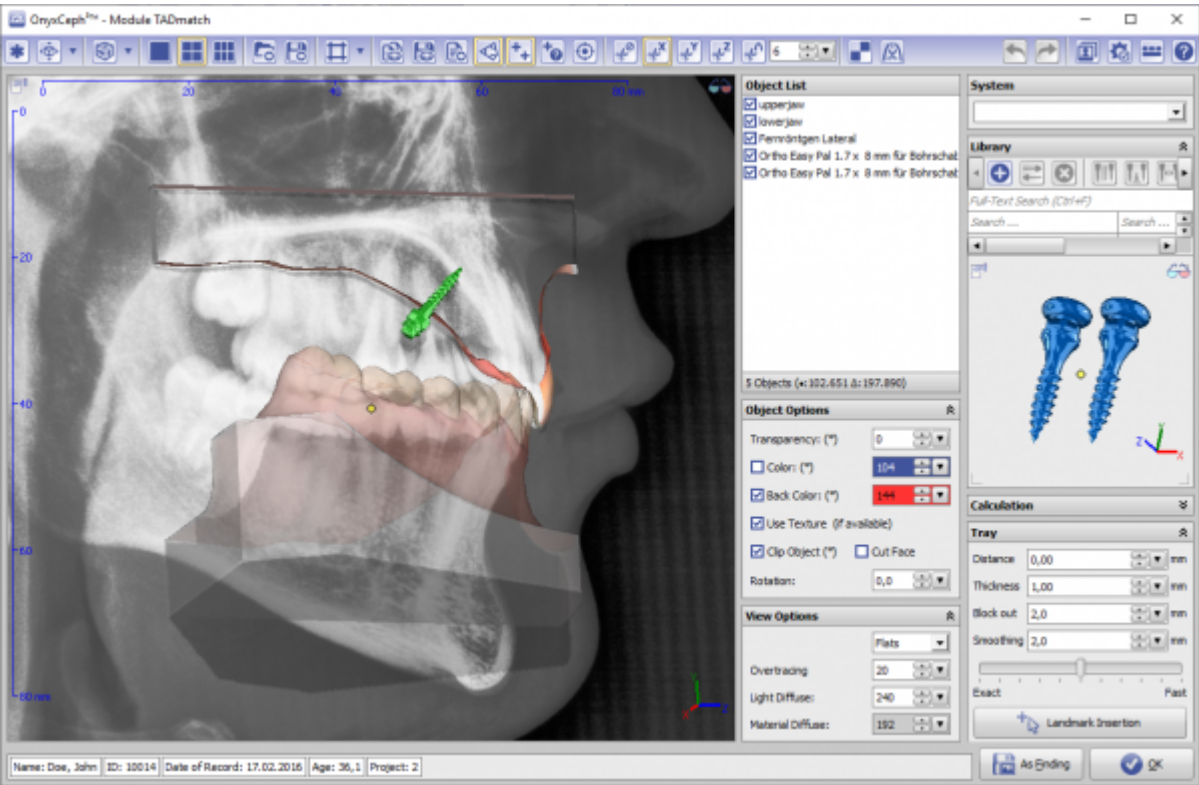 OnyxCeph³™ - Module TADmatch
6
0 20 40 60 80 mm
0
20
40
60
80 mm
Object List
upperjaw
lowerjaw
Fernröntgen Lateral
Ortho Easy Pal 1.7 x 8 mm für Bohrschab
Ortho Easy Pal 1.7 x 8 mm für Bohrschab
5 Objects (•:102.651 Δ:197.890)
Object Options
Transparency: (*) 0
Color: (*) 104
Back Color: (*) 144
Use Texture (if available)
Clip Object (*) Cut Face
Rotation: 0,0
View Options
Flats
Overtracing 20
Light Diffuse: 240
Material Diffuse: 192
System
Library
Full-Text Search (Ctrl+F)
Search ... Search ...
Y
Z
X
Calculation
Tray
Distance 0,00 mm
Thickness 1,00 mm
Block out 2,0 mm
Smoothing 2,0 mm
Exact Fast
Landmark Insertion
Name: Doe, John ID: 10014 Date of Record: 17.02.2016 Age: 36,1 Project: 2
As Finding OK